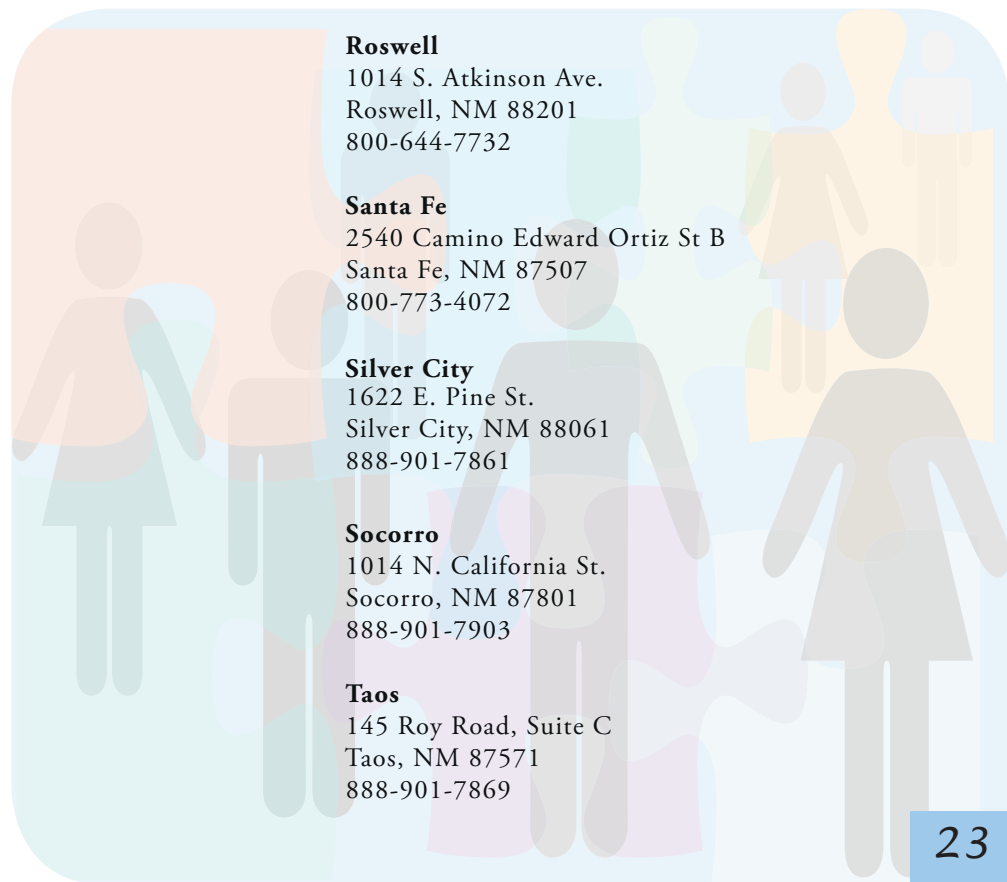 Roswell
1014 S. Atkinson Ave.
Roswell, NM 88201
800-644-7732
Santa Fe
2540 Camino Edward Ortiz St B
Santa Fe, NM 87507
800-773-4072
Silver City
1622 E. Pine St.
Silver City, NM 88061
888-901-7861
Socorro
1014 N. California St.
Socorro, NM 87801
888-901-7903
Taos
145 Roy Road, Suite C
Taos, NM 87571
888-901-7869
23